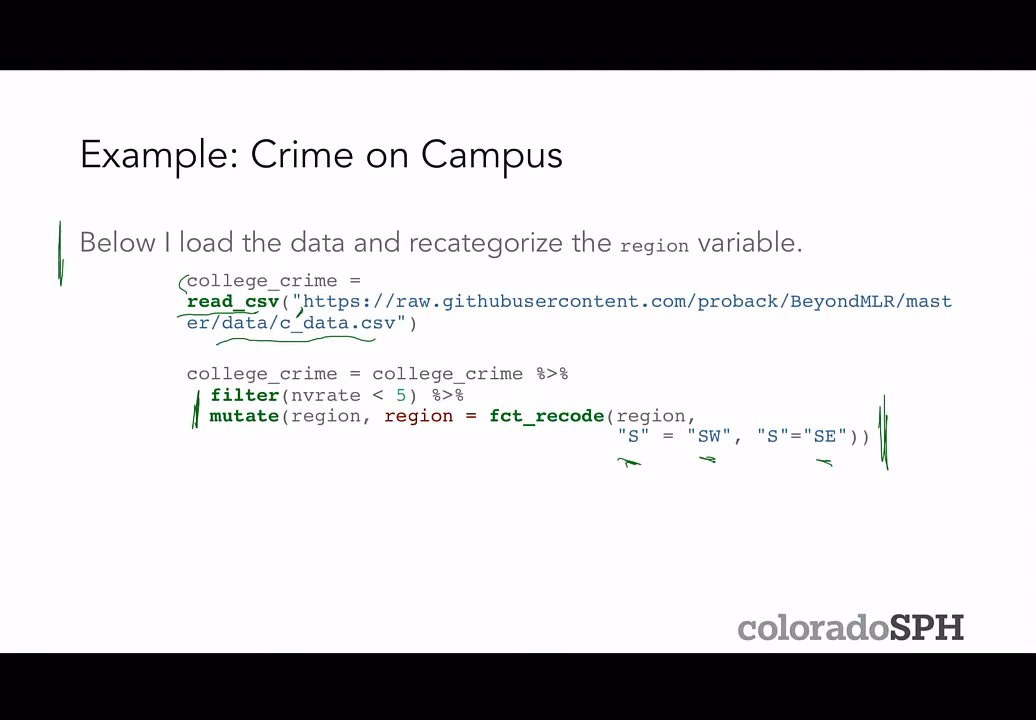 Example: Crime on Campus
Below I load the data and recategorize the region variable.
college_crime =
read_csv("https://raw.githubusercontent.com/proback/BeyondMLR/mast
er/data/c_data.csv")
college_crime = college_crime %>%
filter(nvrate < 5) %>%
mutate(region, region = fct_recode(region,
"S" = "SW", "S"="SE"))
coloradoSPH